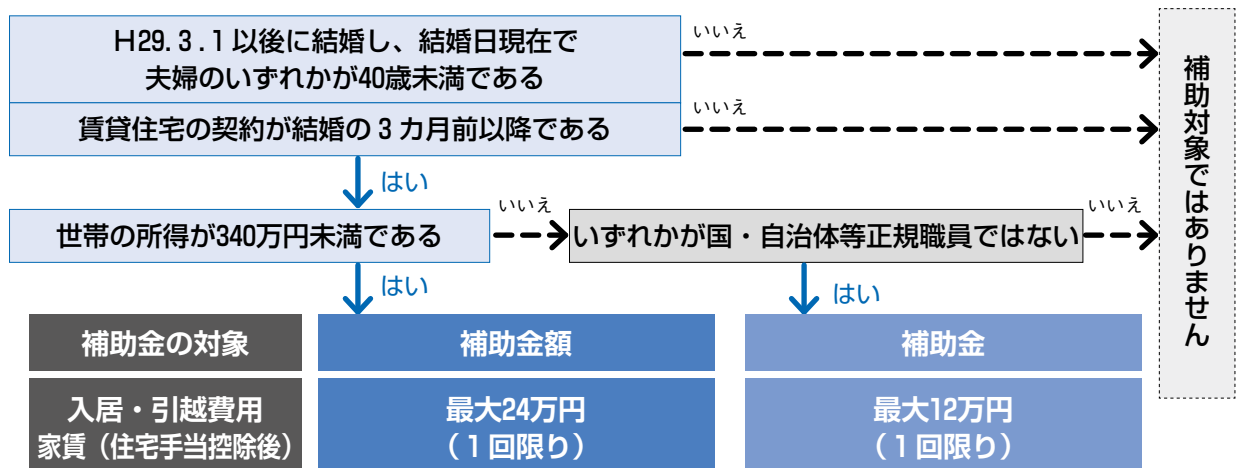 H29.3.1以後に結婚し、結婚日現在で
夫婦のいずれかが40歳未満である
いいえ
賃貸住宅の契約が結婚の3カ月前以降である
いいえ
はい
世帯の所得が340万円未満である
いいえ
いずれかが国・自治体等正規職員ではない
いいえ
補助対象ではありません
はい
はい
補助金の対象
補助金額
補助金
入居・引越費用
家賃（住宅手当控除後）
最大24万円
（1回限り）
最大12万円
（1回限り）